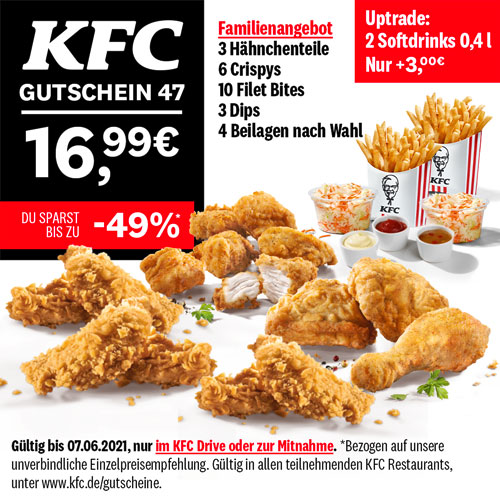 KFC
GUTSCHEIN 47
16,99€
DU SPARST
BIS ZU
-49%*
Familienangebot
3 Hähnchenteile
6 Crispys
10 Filet Bites
3 Dips
4 Beilagen nach Wahl
Uptrade:
2 Softdrinks 0,4 l
Nur +3,00€
KFC
KFC
Gültig bis 07.06.2021, nur im KFC Drive oder zur Mitnahme. *Bezogen auf unsere
unverbindliche Einzelpreisempfehlung. Gültig in allen teilnehmenden KFC Restaurants,
unter www.kfc.de/gutscheine.